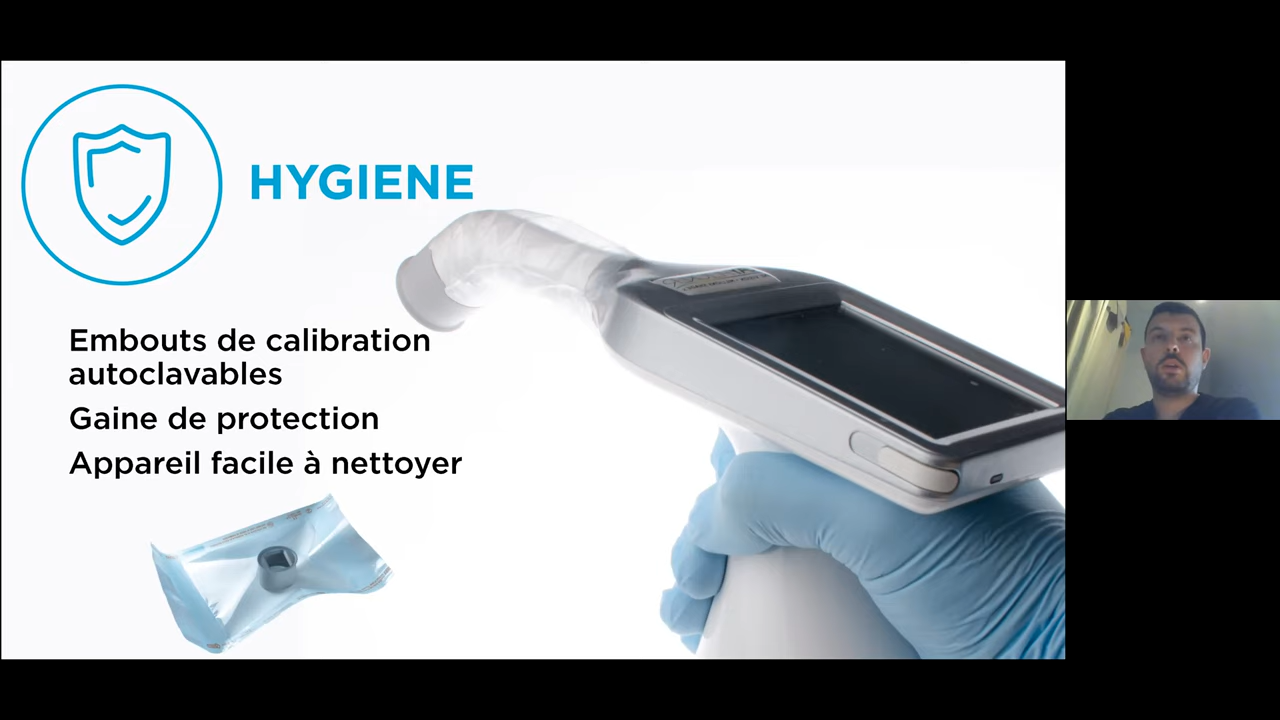 HYGIENE
Embouts de calibration
autoclavables
Gaine de protection
Appareil facile à nettoyer